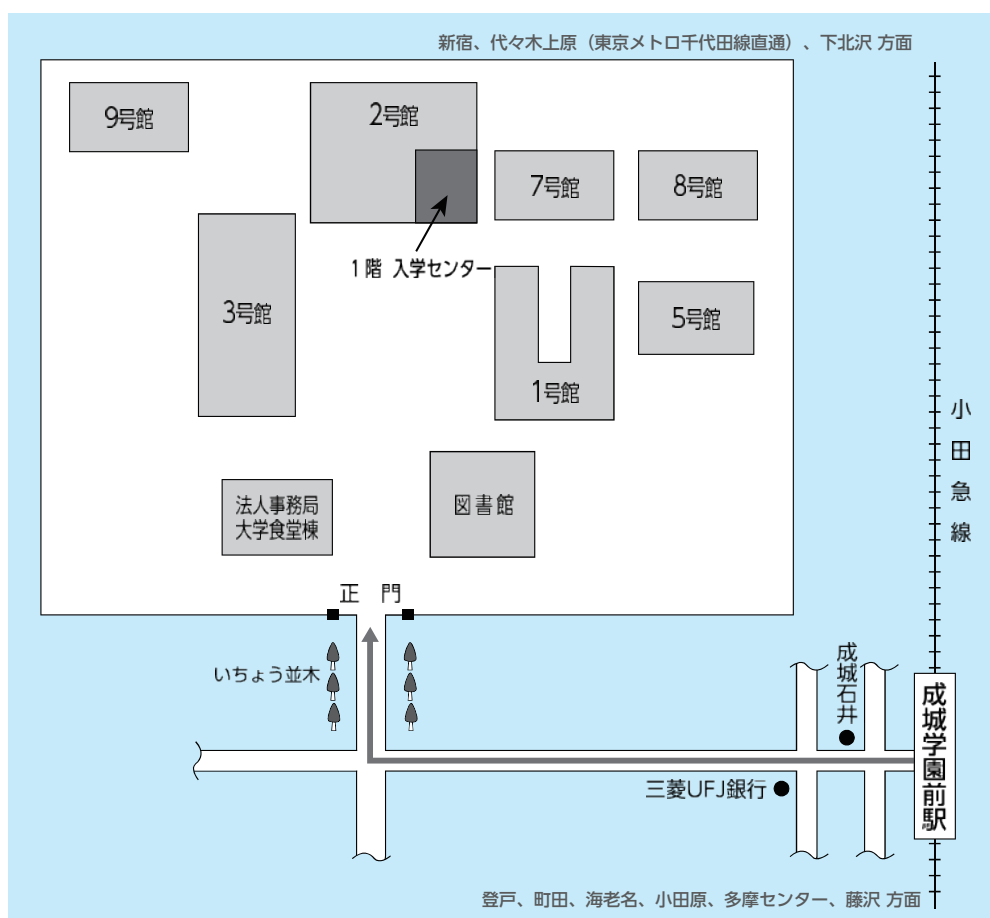 新宿、代々木上原（東京メトロ千代田線直通）、下北沢 方面
9号館
2号館
7号館
8号館
1階 入学センター
3号館
5号館
1号館
小田急線
法人事務局
大学食堂棟
図書館
正 門
いちょう並木
成城石井
成城学園前駅
三菱UFJ銀行
登戸、町田、海老名、小田原、多摩センター、藤沢 方面